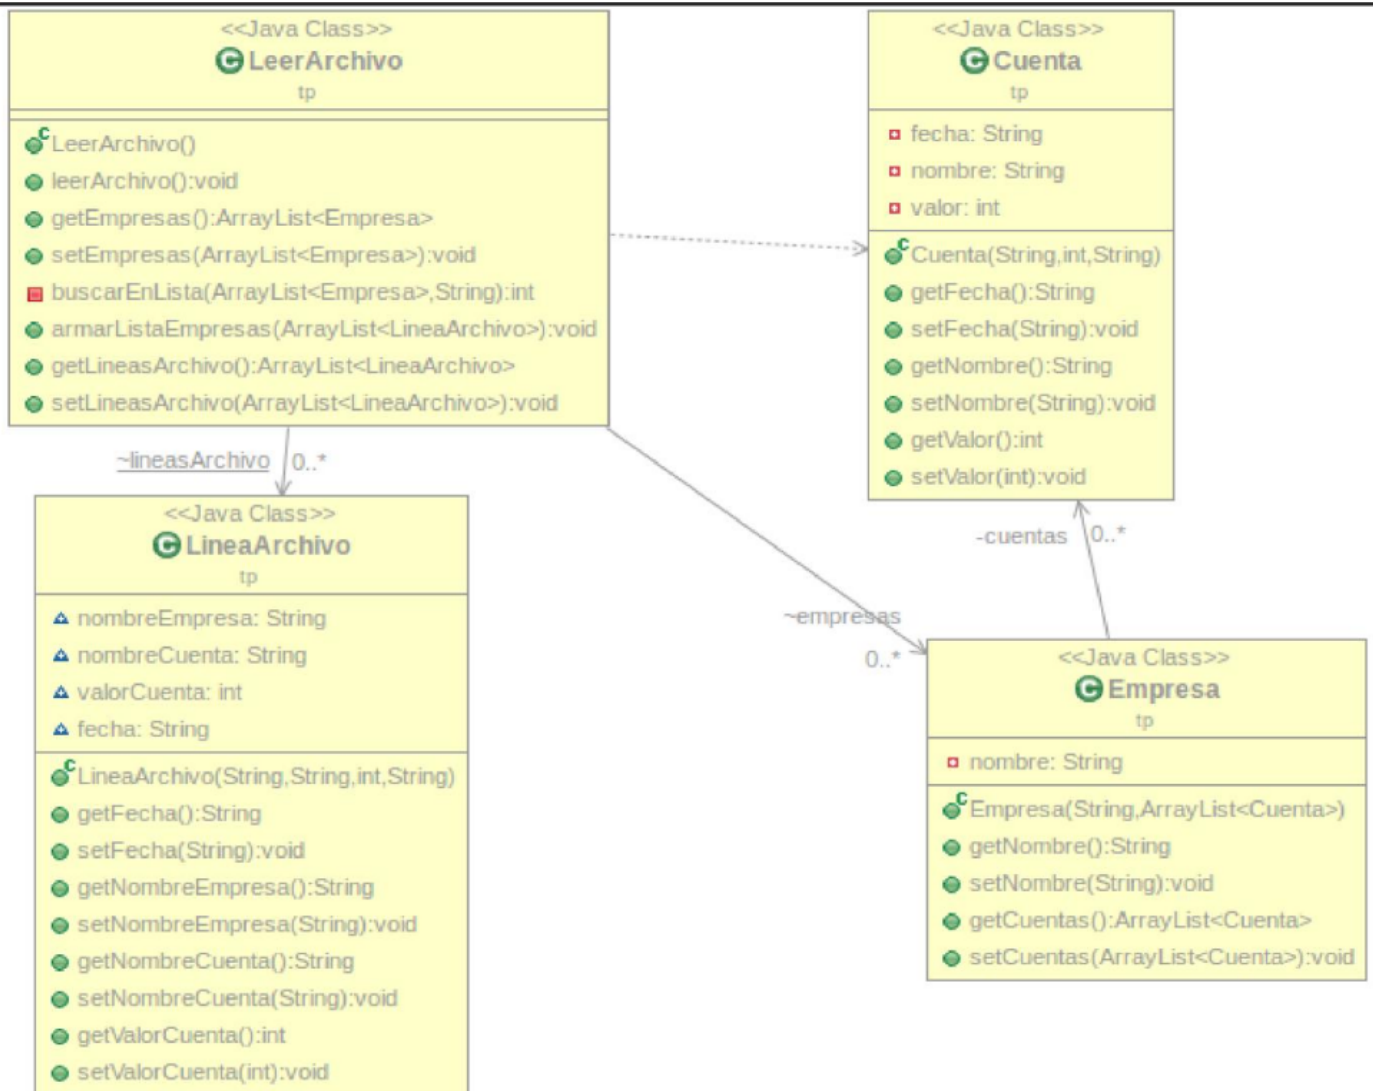 <<Java Class>>
LeerArchivo
tp
LeerArchivo()
leerArchivo():void
getEmpresas():ArrayList<Empresa>
setEmpresas(ArrayList<Empresa>):void
buscarEnLista(ArrayList<Empresa>,String):int
armarListaEmpresas(ArrayList<LineaArchivo>):void
getLineasArchivo():ArrayList<LineaArchivo>
setLineasArchivo(ArrayList<LineaArchivo>):void
<<Java Class>>
Cuenta
tp
fecha: String
nombre: String
valor: int
Cuenta(String,int,String)
getFecha():String
setFecha(String):void
getNombre():String
setNombre(String):void
getValor():int
setValor(int):void
~lineasArchivo
0..*
-cuentas
0..*
~empresas
0..*
<<Java Class>>
LineaArchivo
tp
nombreEmpresa: String
nombreCuenta: String
valorCuenta: int
fecha: String
LineaArchivo(String,String,int,String)
getFecha():String
setFecha(String):void
getNombreEmpresa():String
setNombreEmpresa(String):void
getNombreCuenta():String
setNombreCuenta(String):void
getValorCuenta():int
setValorCuenta(int):void
<<Java Class>>
Empresa
tp
nombre: String
Empresa(String,ArrayList<Cuenta>)
getNombre():String
setNombre(String):void
getCuentas():ArrayList<Cuenta>
setCuentas(ArrayList<Cuenta>):void